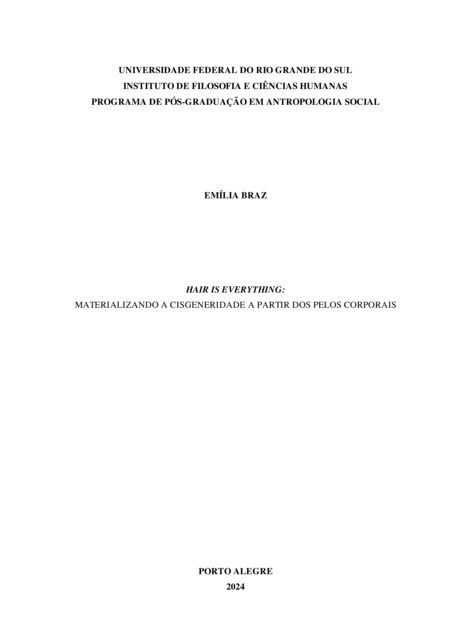 UNIVERSIDADE FEDERAL DO RIO GRANDE DO SUL
INSTITUTO DE FILOSOFIA E CIÊNCIAS HUMANAS
PROGRAMA DE PÓS-GRADUAÇÃO EM ANTROPOLOGIA SOCIAL
EMÍLIA BRAZ
HAIR IS EVERYTHING:
MATERIALIZANDO A CISGENERIDADE A PARTIR DOS PELOS CORPORAIS
PORTO ALEGRE
2024